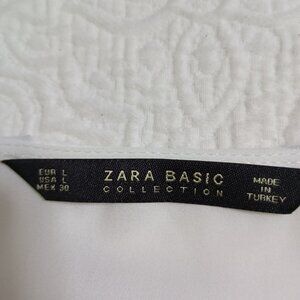 EUR L
USA L
MEX 30
ZARA BASIC
COLLECTION
MADE
IN
TURKEY